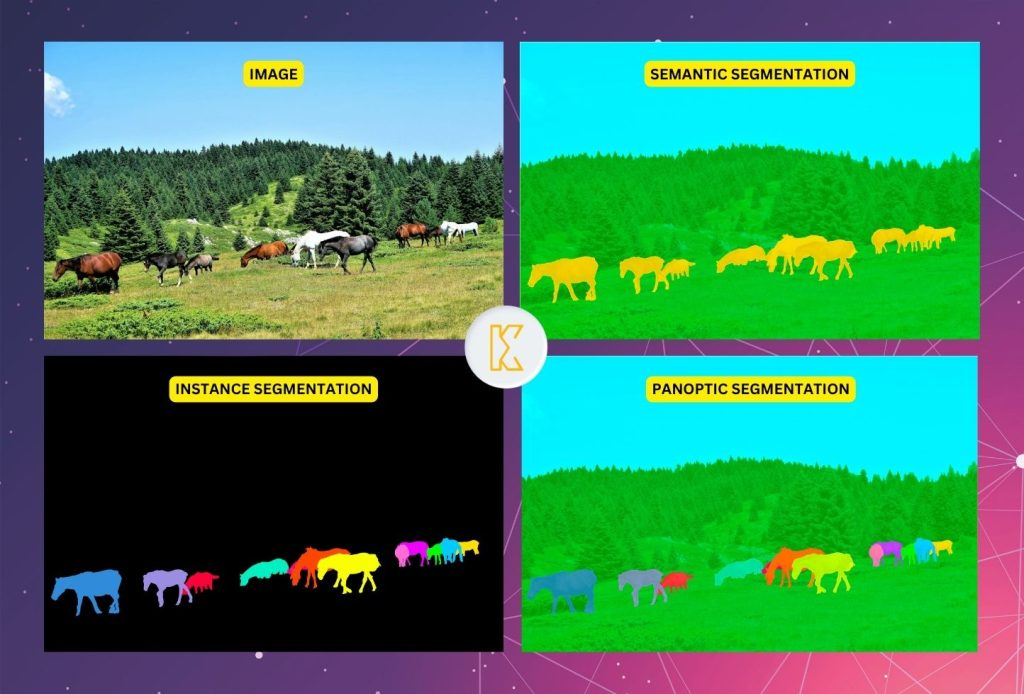 IMAGE
SEMANTIC SEGMENTATION
K
INSTANCE SEGMENTATION
PANOPTIC SEGMENTATION